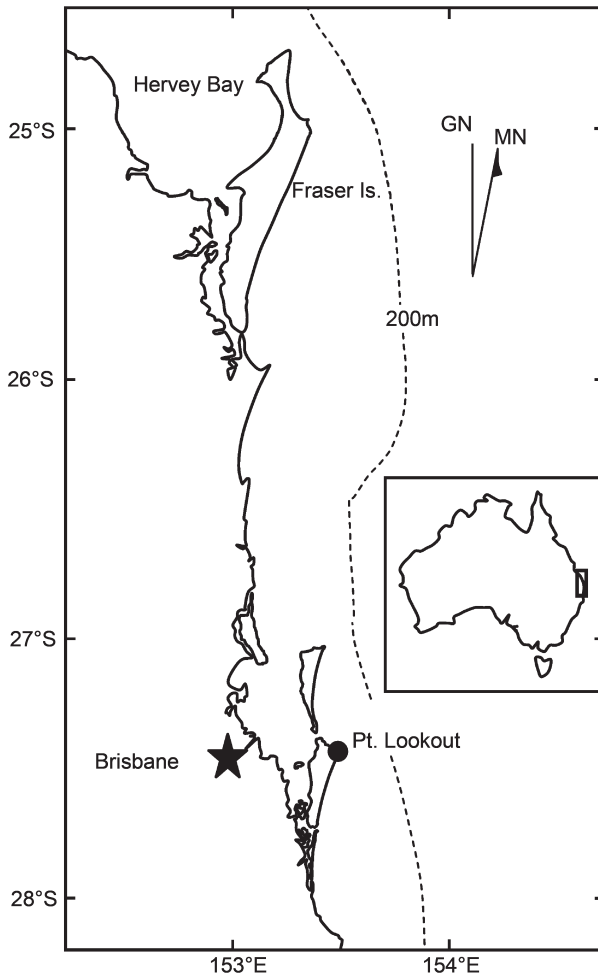 Hervey Bay
25°S
GN
MN
Fraser Is.
200m
26°S
27°S
Pt. Lookout
Brisbane
28°S
153°E
154°E